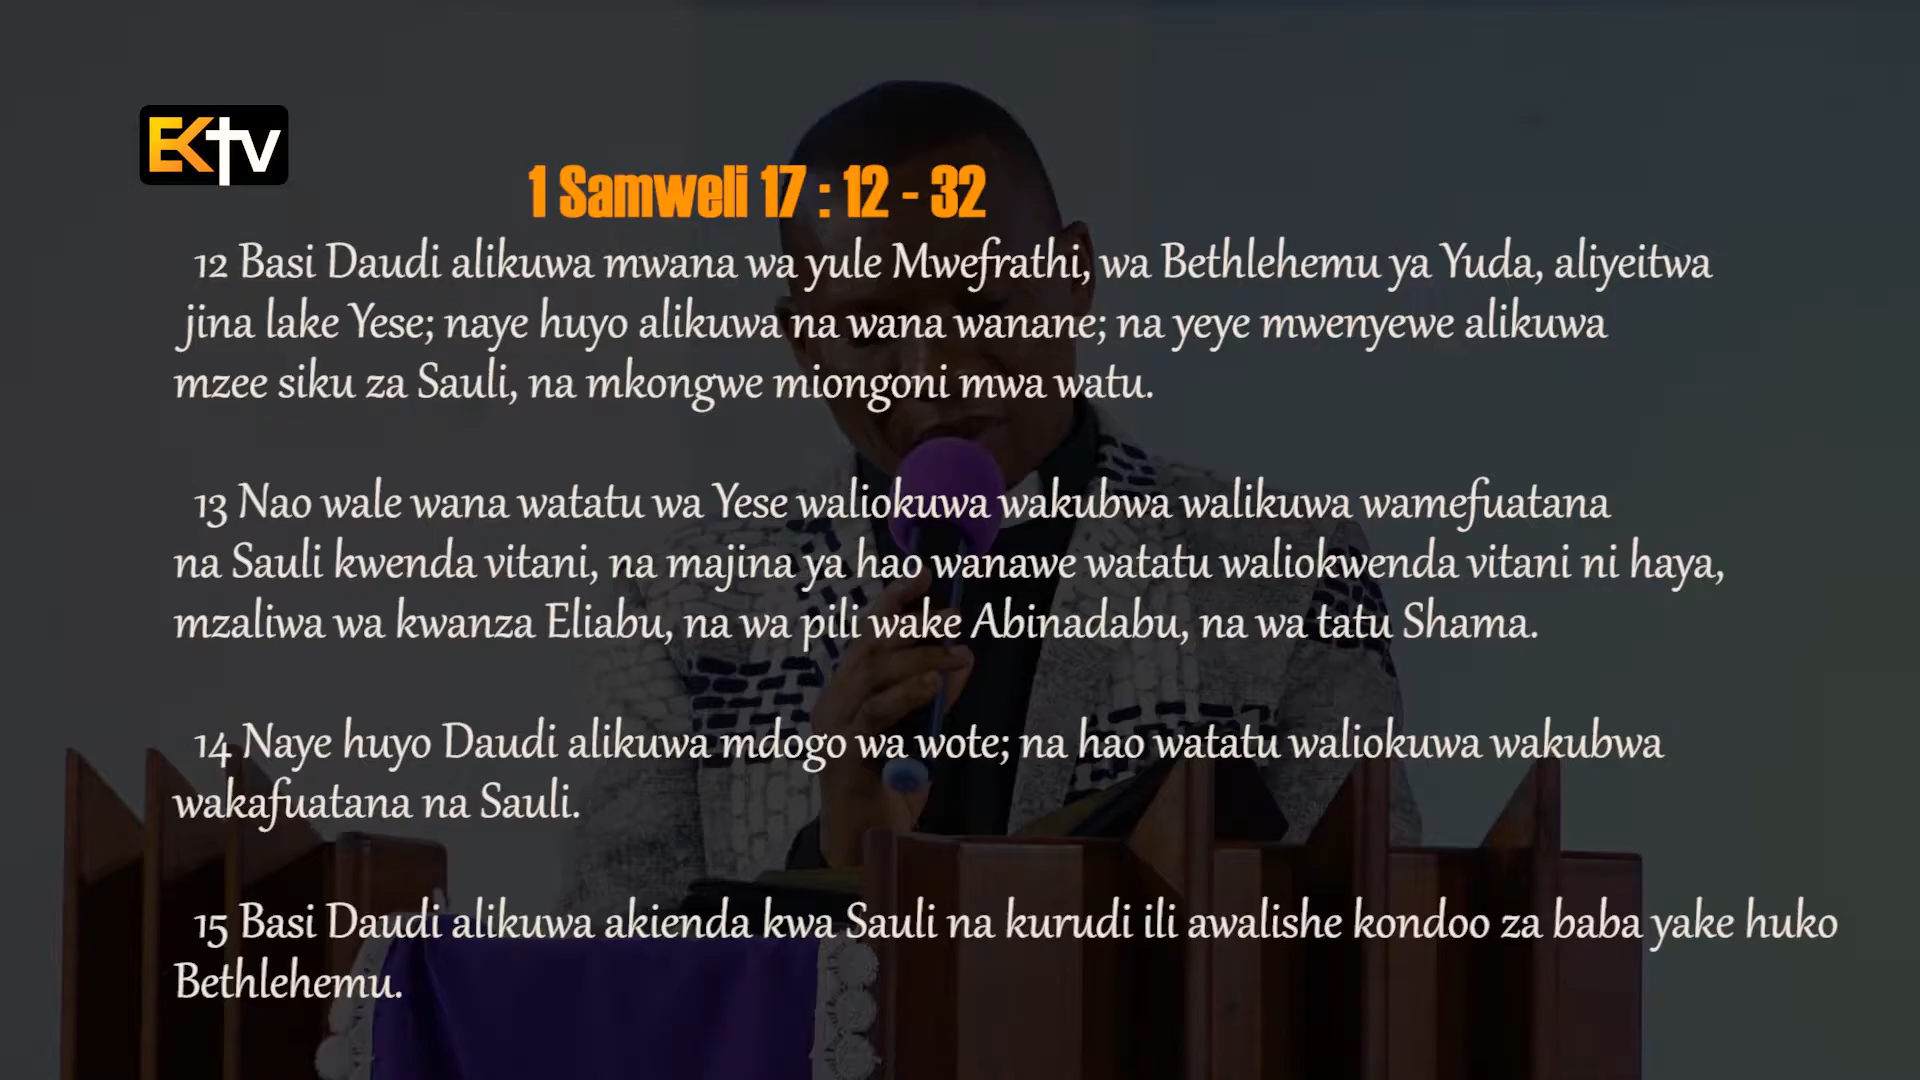 EKTV
1 Samweli 17 : 12 - 32
12 Basi Daudi alikuwa mwana wa yule Mwefrathi, wa Bethlehemu ya Yuda, aliyeitwa
jina lake Yese; naye huyo alikuwa na wana wanane; na yeye mwenyewe alikuwa
mzee siku za Sauli, na mkongwe miongoni mwa watu.
13 Nao wale wana watatu wa Yese waliokuwa wakubwa walikuwa wamefuatana
na Sauli kwenda vitani, na majina ya hao wanawe watatu waliokwenda vitani ni haya,
mzaliwa wa kwanza Eliabu, na wa pili wake Abinadabu, na wa tatu Shama.
14 Naye huyo Daudi alikuwa mdogo wa wote; na hao watatu waliokuwa wakubwa
wakafuatana na Sauli.
15 Basi Daudi alikuwa akienda kwa Sauli na kurudi ili awalishe kondoo za baba yake huko
Bethlehemu.